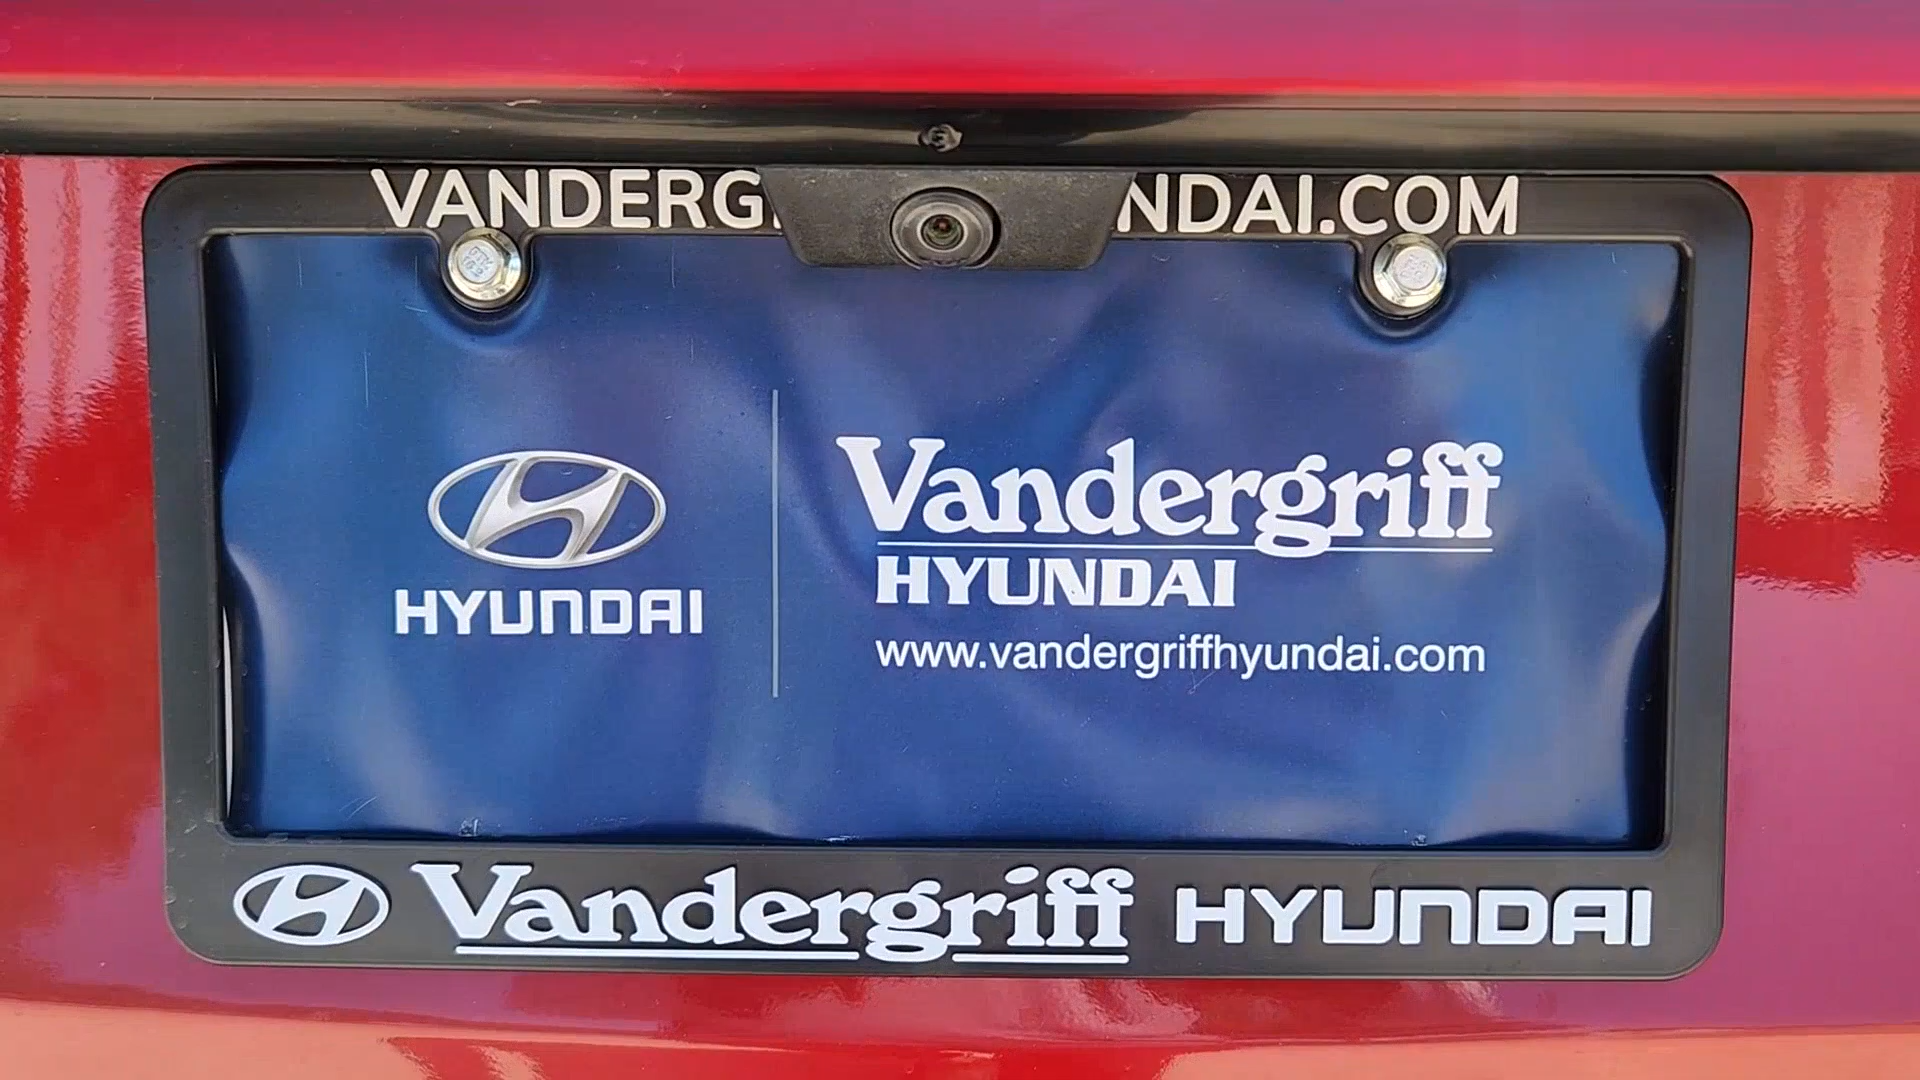 VANDERG NDAI.COM
HYUNDAI
Vandergriff
HYUNDAI
www.vandergriffhyundai.com
Vandergriff HYUNDAI